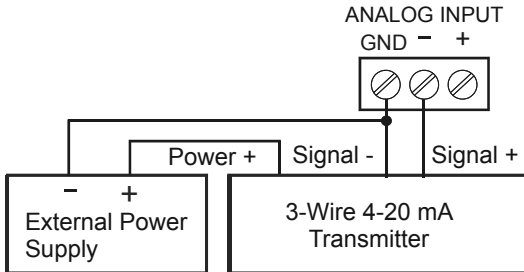 ANALOG INPUT
GND − +
Power + Signal - Signal +
− +
External Power
Supply
3-Wire 4-20 mA
Transmitter